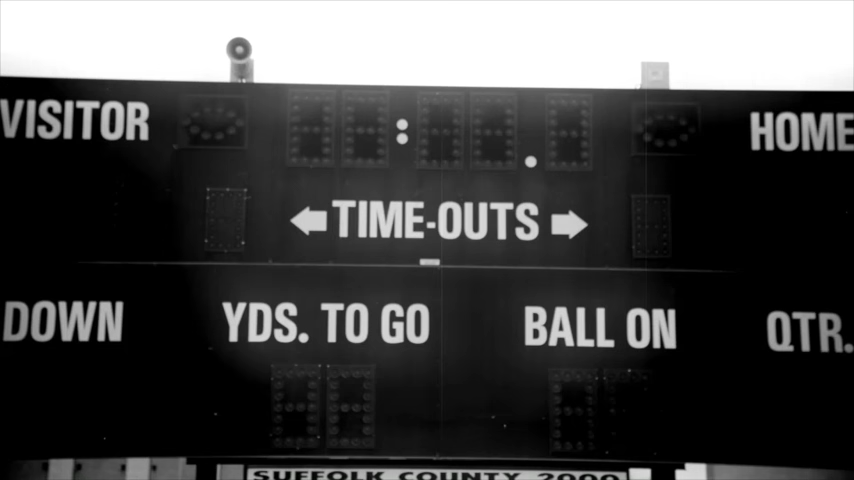 VISITOR HOME
TIME-OUTS
DOWN YDS. TO GO BALL ON QTR.
SUFFOLK COUNTY 2000